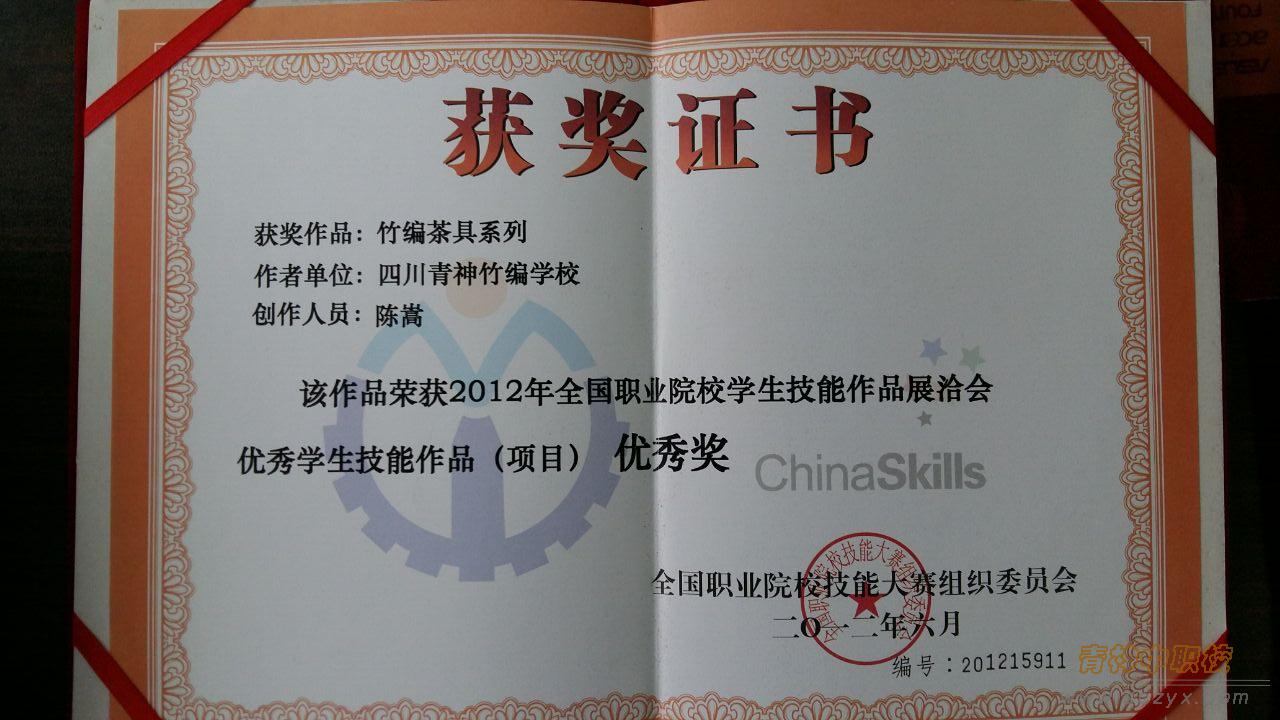 获奖证书
获奖作品：竹编茶具系列
作者单位：四川青神竹编学校
创作人员：陈嵩
该作品荣获2012年全国职业院校学生技能作品展洽会
优秀学生技能作品（项目） 优秀奖
ChinaSkills
全国职业院校技能大赛组织委员会
二〇一二年六月
编号：201215911
青神中职校
ASUS